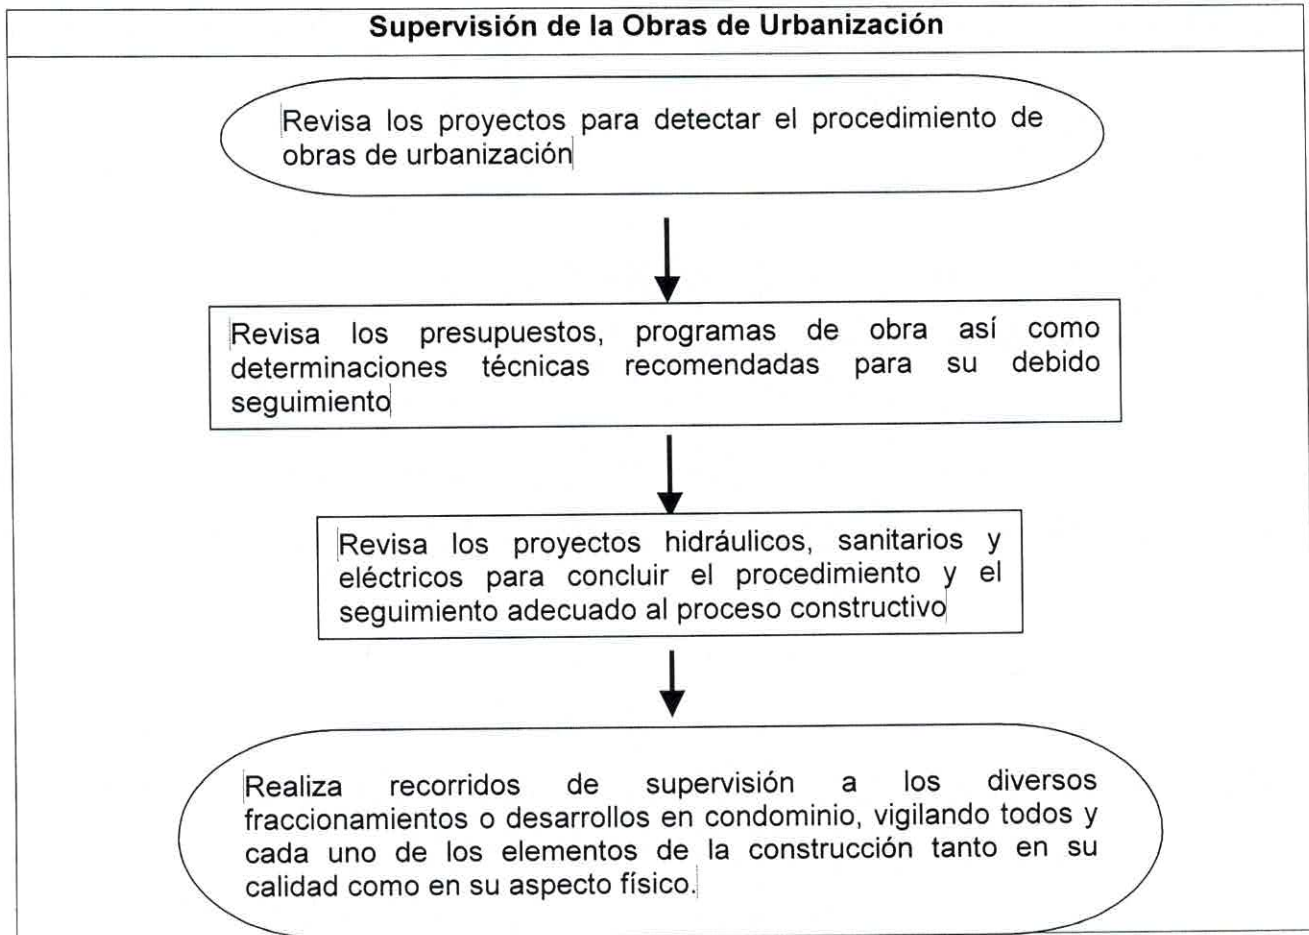 Supervisión de la Obras de Urbanización
Revisa los proyectos para detectar el procedimiento de
obras de urbanización
Revisa los presupuestos, programas de obra así como
determinaciones técnicas recomendadas para su debido
seguimiento
Revisa los proyectos hidráulicos, sanitarios y
eléctricos para concluir el procedimiento y el
seguimiento adecuado al proceso constructivo
Realiza recorridos de supervisión a los diversos
fraccionamientos o desarrollos en condominio, vigilando todos y
cada uno de los elementos de la construcción tanto en su
calidad como en su aspecto físico.